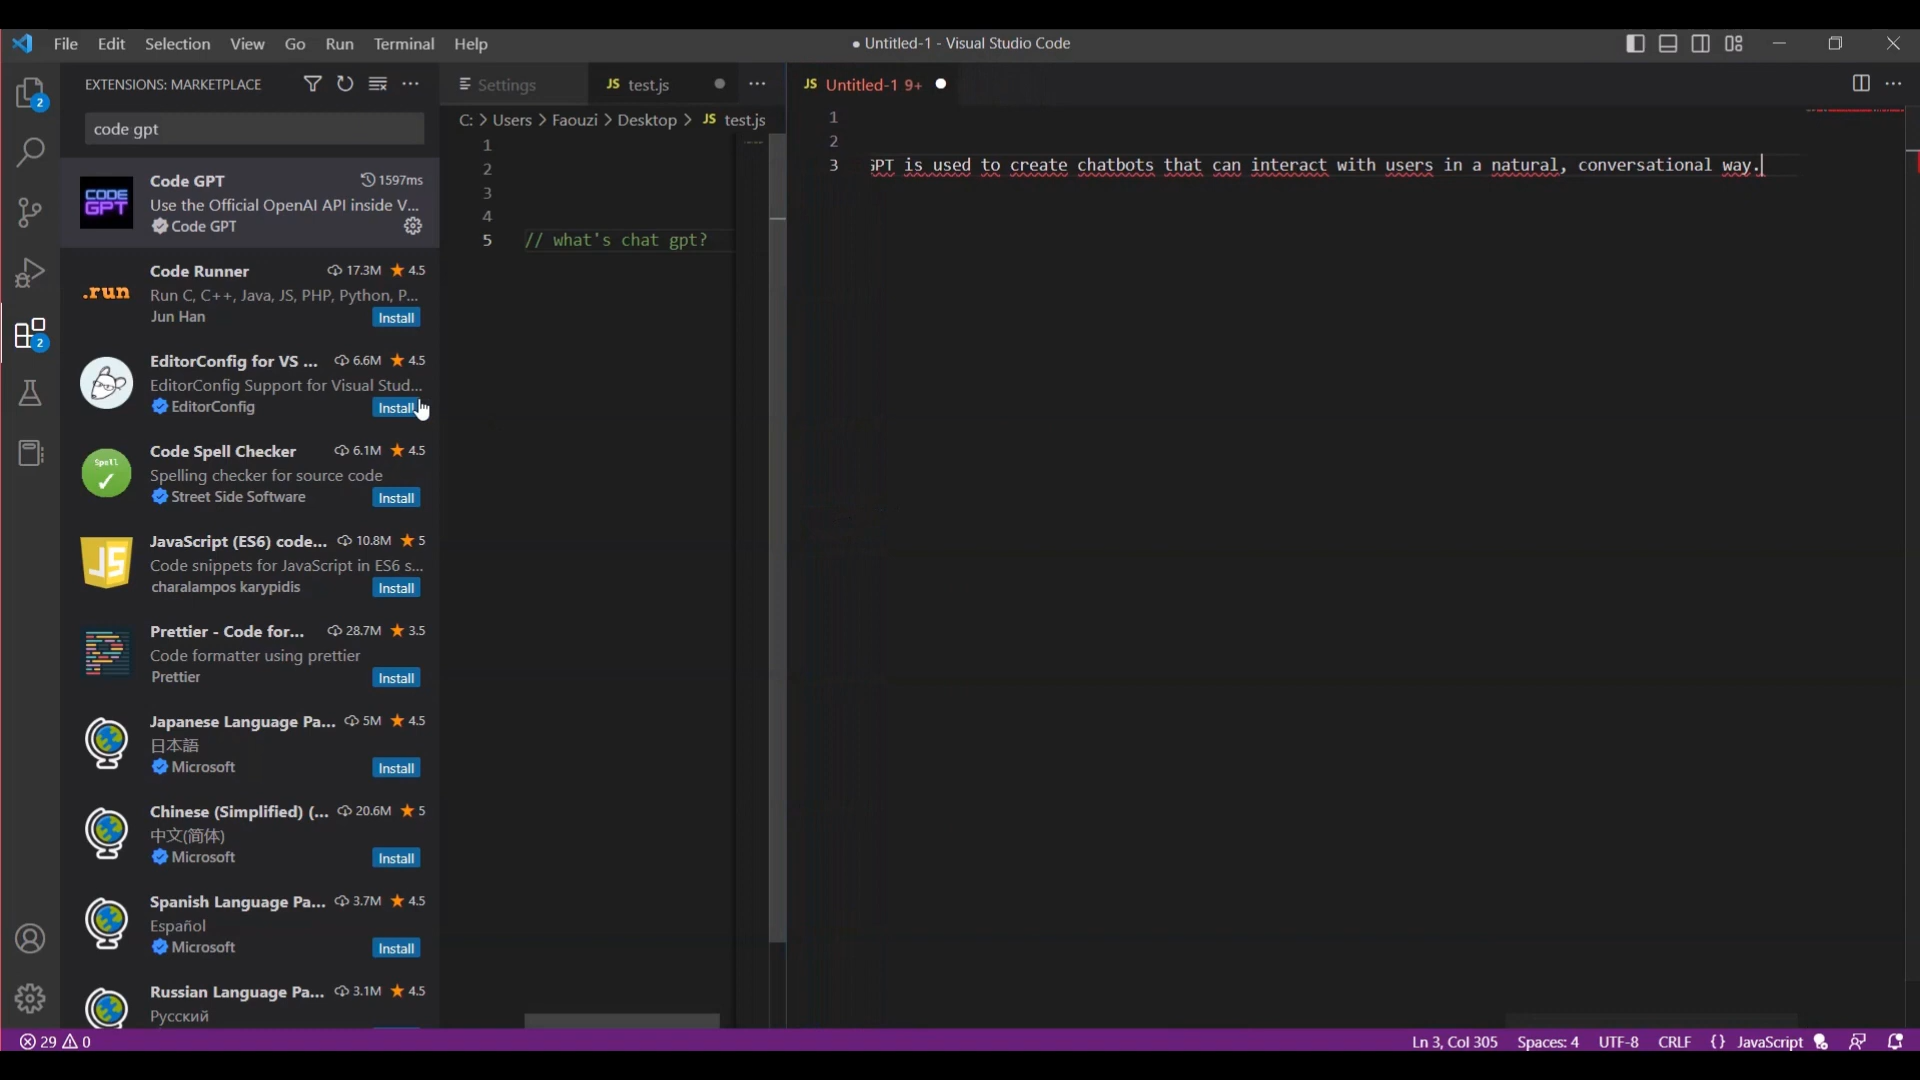 File Edit Selection View Go Run Terminal Help
● Untitled-1 - Visual Studio Code
EXTENSIONS: MARKETPLACE
code gpt
2
2
CODE GPT
Code GPT 1597ms
Use the Official OpenAI API inside V...
Code GPT
.run
Code Runner 17.3M ★ 4.5
Run C, C++, Java, JS, PHP, Python, P...
Jun Han Install
EditorConfig for VS ... 6.6M ★ 4.5
EditorConfig Support for Visual Stud...
EditorConfig Install
Spell
Code Spell Checker 6.1M ★ 4.5
Spelling checker for source code
Street Side Software Install
JS
JavaScript (ES6) code... 10.8M ★ 5
Code snippets for JavaScript in ES6 s...
charalampos karypidis Install
Prettier - Code for... 28.7M ★ 3.5
Code formatter using prettier
Prettier Install
Japanese Language Pa... 5M ★ 4.5
日本語
Microsoft Install
Chinese (Simplified) (... 20.6M ★ 5
中文(简体)
Microsoft Install
Spanish Language Pa... 3.7M ★ 4.5
Español
Microsoft Install
Russian Language Pa... 3.1M ★ 4.5
Русский
Settings JS test.js ● ...
C: > Users > Faouzi > Desktop > JS test.js
1
2
3
4
5 // what's chat gpt?
JS Untitled-1 9+ ●
1
2
3 GPT is used to create chatbots that can interact with users in a natural, conversational way.
29 0
Ln 3, Col 305 Spaces: 4 UTF-8 CRLF {} JavaScript